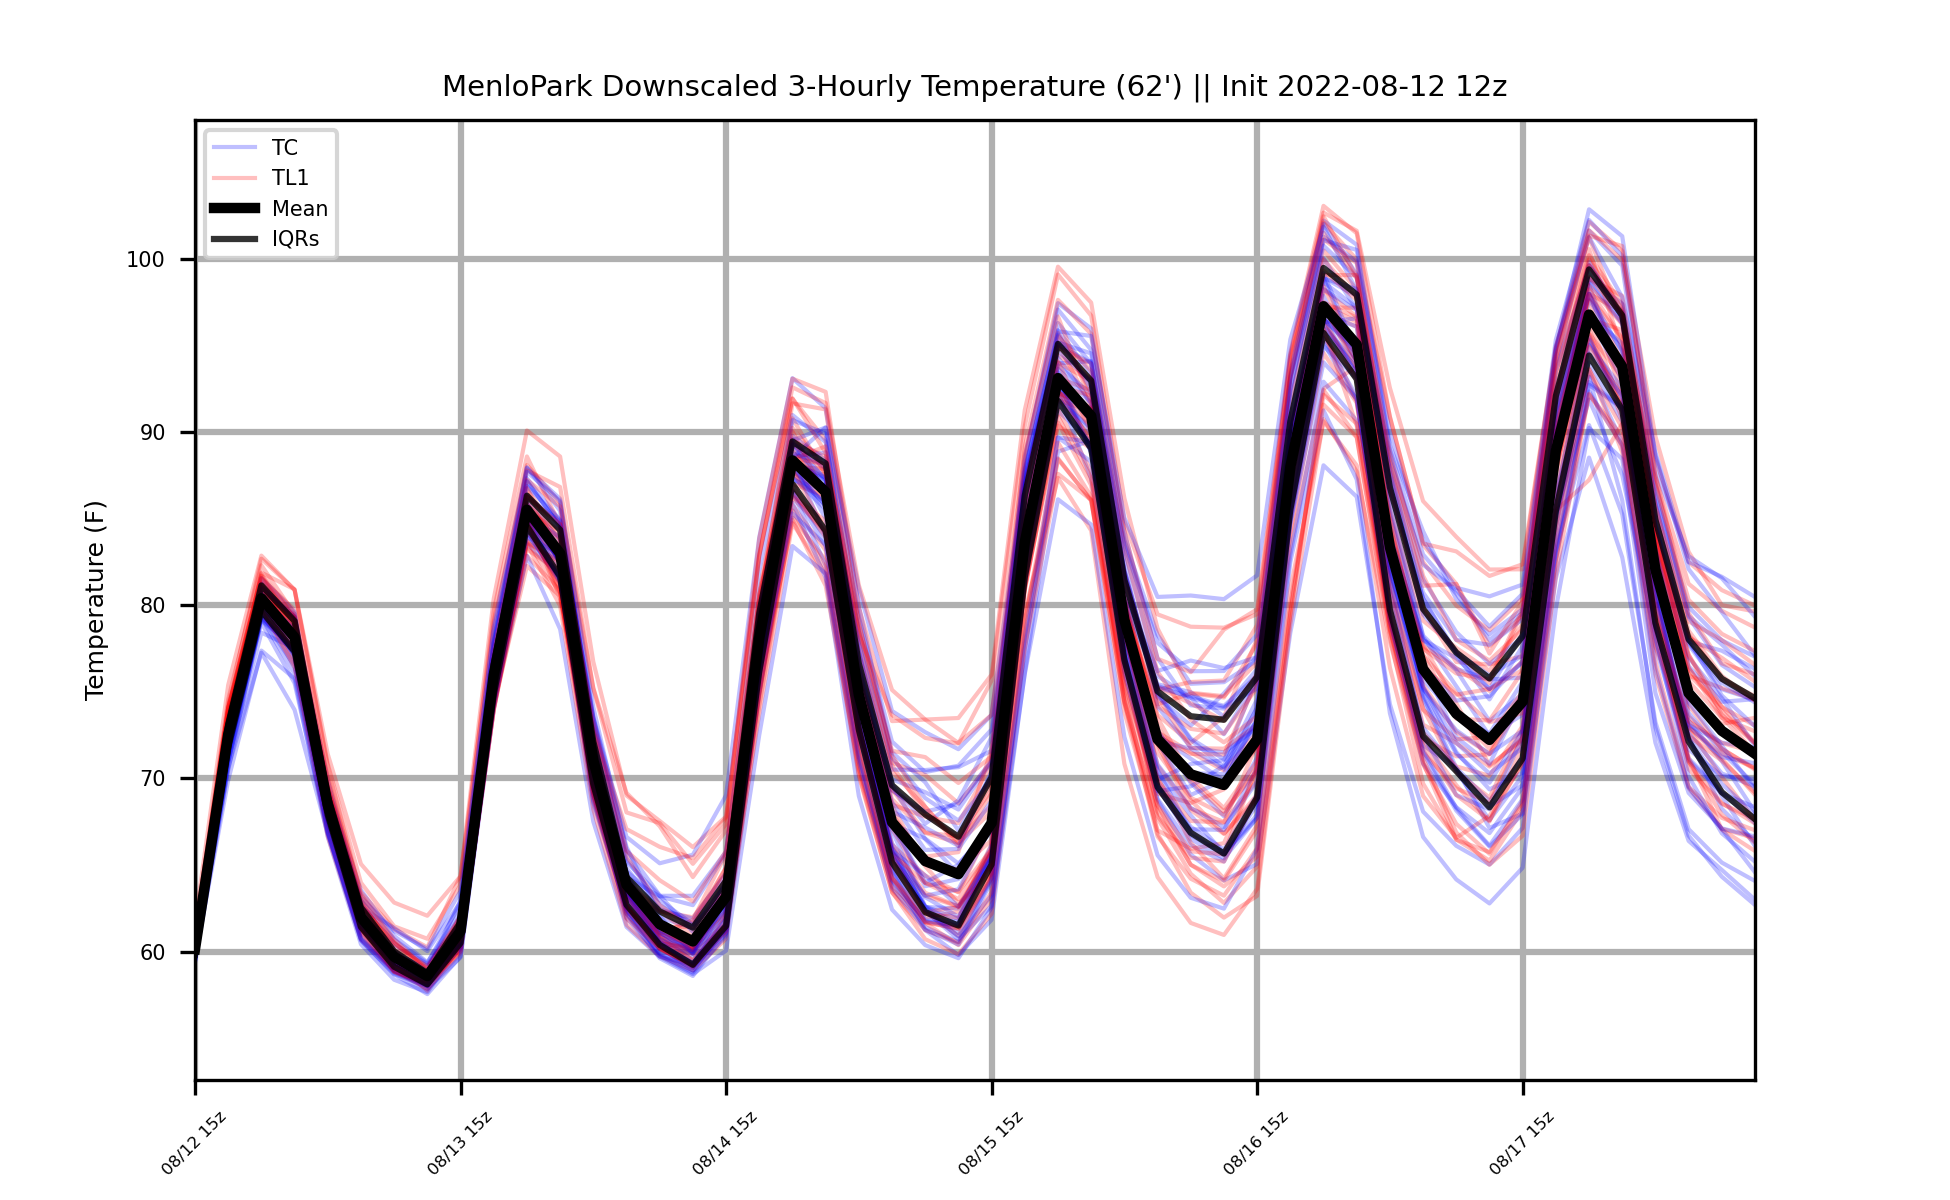 MenloPark Downscaled 3-Hourly Temperature (62') || Init 2022-08-12 12z
TC
TL1
Mean
IQRs
Temperature (F)
100
90
80
70
60
08/12 15z
08/13 15z
08/14 15z
08/15 15z
08/16 15z
08/17 15z